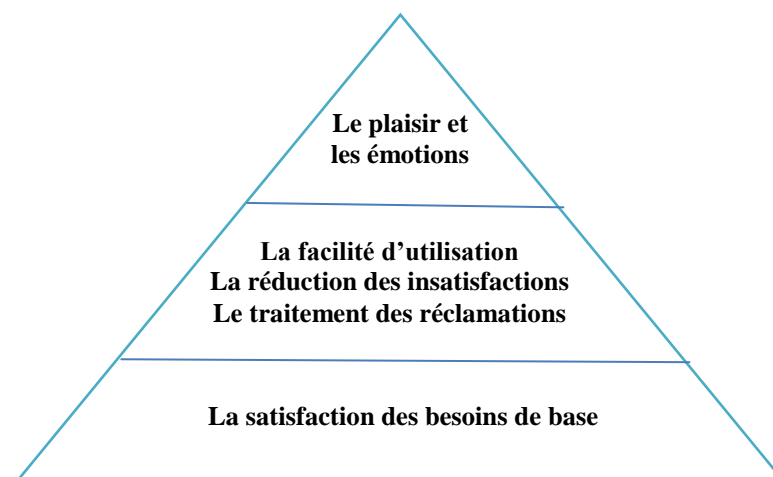 Le plaisir et
les émotions
La facilité d’utilisation
La réduction des insatisfactions
Le traitement des réclamations
La satisfaction des besoins de base